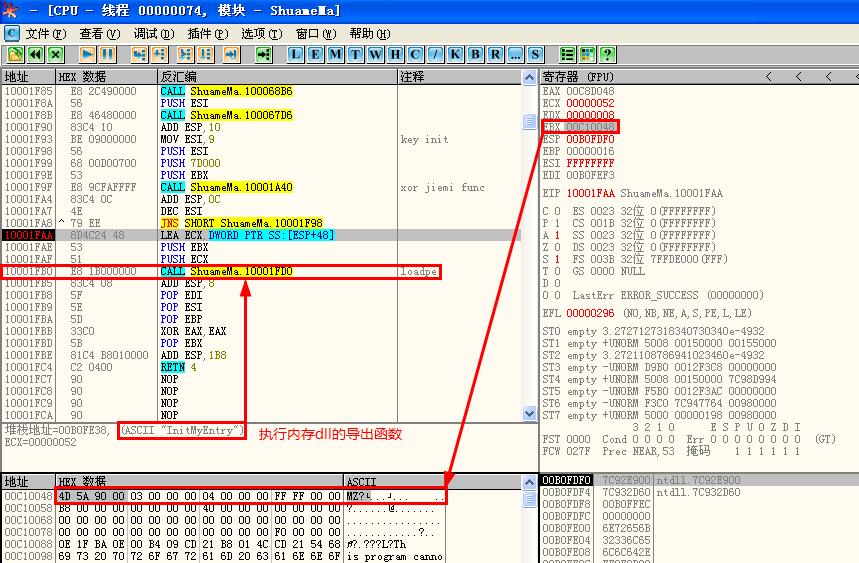 - [CPU - 线程 00000074, 模块 - ShuameMa]
C 文件(F) 查看(V) 调试(D) 插件(P) 选项(T) 窗口(W) 帮助(H)
L E M T W H C / K B R ... S ?
地址 HEX 数据 反汇编 注释
10001F85 E8 2C490000 CALL ShuameMa.100068B6
10001F8A 56 PUSH ESI
10001F8B E8 46480000 CALL ShuameMa.100067D6
10001F90 83C4 10 ADD ESP,10
10001F93 BE 09000000 MOV ESI,9 key init
10001F98 56 PUSH ESI
10001F99 68 00D00700 PUSH 7D000
10001F9E 53 PUSH EBX
10001F9F E8 9CFAFFFF CALL ShuameMa.10001A40 xor jiemi func
10001FA4 83C4 0C ADD ESP,0C
10001FA7 4E DEC ESI
10001FA8 ^ 79 EE JNS SHORT ShuameMa.10001F98
10001FAA 8D4C24 48 LEA ECX,DWORD PTR SS:[ESP+48]
10001FAE 53 PUSH EBX
10001FAF 51 PUSH ECX
10001FB0 E8 1B000000 CALL ShuameMa.10001FD0 loadpe
10001FB5 83C4 08 ADD ESP,8
10001FB8 5F POP EDI
10001FB9 5E POP ESI
10001FBA 5D POP EBP
10001FBB 33C0 XOR EAX,EAX
10001FBD 5B POP EBX
10001FBE 81C4 B8010000 ADD ESP,1B8
10001FC4 C2 0400 RETN 4
10001FC7 90 NOP
10001FC8 90 NOP
10001FC9 90 NOP
10001FCA 90 NOP
堆栈地址=00B0FE38, (ASCII "InitMyEntry")
ECX=00000052
执行内存dll的导出函数
寄存器 (FPU) < < <
EAX 00C8D048
ECX 00000052
EDX 00000008
EBX 00C10048
ESP 00B0FDF0
EBP 00000016
ESI FFFFFFFF
EDI 00B0FEF3
EIP 10001FAA ShuameMa.10001FAA
C 0 ES 0023 32位 0(FFFFFFFF)
P 1 CS 001B 32位 0(FFFFFFFF)
A 1 SS 0023 32位 0(FFFFFFFF)
Z 0 DS 0023 32位 0(FFFFFFFF)
S 1 FS 003B 32位 7FFDE000(FFF)
T 0 GS 0000 NULL
D 0
O 0 LastErr ERROR_SUCCESS (00000000)
EFL 00000296 (NO,NB,NE,A,S,PE,L,LE)
ST0 empty 3.2727127318340730340e-4932
ST1 empty +UNORM 5008 00150000 00155000
ST2 empty 3.2721108786941023460e-4932
ST3 empty -UNORM D9B0 0012F3C8 00000000
ST4 empty +UNORM 5008 00150000 7C98D994
ST5 empty -UNORM F5B0 0012F3AC 00000000
ST6 empty -UNORM F3C0 7C947764 00980000
ST7 empty +UNORM 5000 00000198 00980000
3 2 1 0 E S P U O Z D I
FST 0000 Cond 0 0 0 0 Err 0 0 0 0 0 0 0 0 (GT)
FCW 027F Prec NEAR,53 掩码 1 1 1 1 1 1
地址 HEX 数据 ASCII
00C10048 4D 5A 90 00 03 00 00 00 04 00 00 00 FF FF 00 00
00C10058 B8 00 00 00 00 00 00 00 40 00 00 00 00 00 00 00
00C10068 00 00 00 00 00 00 00 00 00 00 00 00 00 00 00 00 ................
00C10078 00 00 00 00 00 00 00 00 00 00 00 00 F0 00 00 00
00C10088 0E 1F BA 0E 00 B4 09 CD 21 B8 01 4C CD 21 54 68
00C10098 69 73 20 70 72 6F 67 72 61 6D 20 63 61 6E 6E 6F is program canno
00B0FDF0 7C92E900 ntdll.7C92E900
00B0FDF4 7C932D60 ntdll.7C932D60
00B0FDF8 00B0FFEC
00B0FDFC 00000000
00B0FE00 6E72656B
00B0FE04 32336C65
00B0FE08 6C6C642E